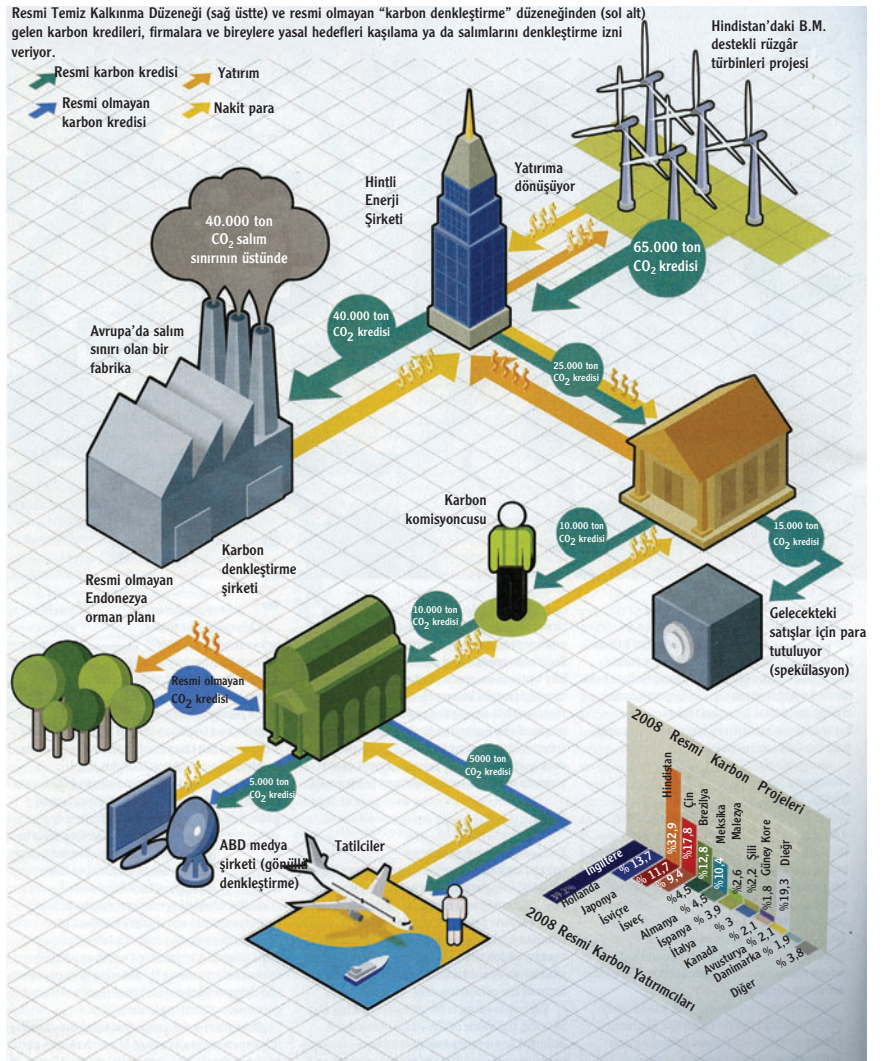 Resmi Temiz Kalkınma Düzeneği (sağ üstte) ve resmi olmayan “karbon denkleştirme” düzeneğinden (sol alt)
gelen karbon kredileri, firmalara ve bireylere yasal hedefleri kaşılama ya da salımlarını denkleştirme izni
veriyor.
Resmi karbon kredisi
Yatırım
Resmi olmayan
karbon kredisi
Nakit para
Hindistan’daki B.M.
destekli rüzgâr
türbinleri projesi
Hintli
Enerji
Şirketi
Yatırıma
dönüşüyor
40.000 ton
CO2 salım
sınırının üstünde
65.000 ton
CO2 kredisi
40.000 ton
CO2 kredisi
Avrupa’da salım
sınırı olan bir
fabrika
25.000 ton
CO2 kredisi
Karbon
komisyoncusu
10.000 ton
CO2 kredisi
15.000 ton
CO2 kredisi
Karbon
denkleştirme
şirketi
Resmi olmayan
Endonezya
orman planı
10.000 ton
CO2 kredisi
Gelecekteki
satışlar için para
tutuluyor
(spekülasyon)
Resmi olmayan
CO2 kredisi
5.000 ton
CO2 kredisi
5000 ton
CO2 kredisi
ABD medya
şirketi (gönüllü
denkleştirme)
Tatilciler
2008 Resmi Karbon Projeleri
Hindistan %32,9
Çin %17,8
Brezilya %12,8
Meksika %10,4
Malezya %2,6
Şili %2,2
Güney Kore %1,8
Dieğr %19,3
İngiltere
Hollanda % 13,7
Japonya % 11,7
İsviçre % 9,4
İsveç %4,5
Almanya % 4,5
İspanya % 3,9
İtalya % 3
Kanada % 2,1
Avusturya % 2,1
Danimarka % 1,9
Diğer % 3,8
2008 Resmi Karbon Yatırımcıları